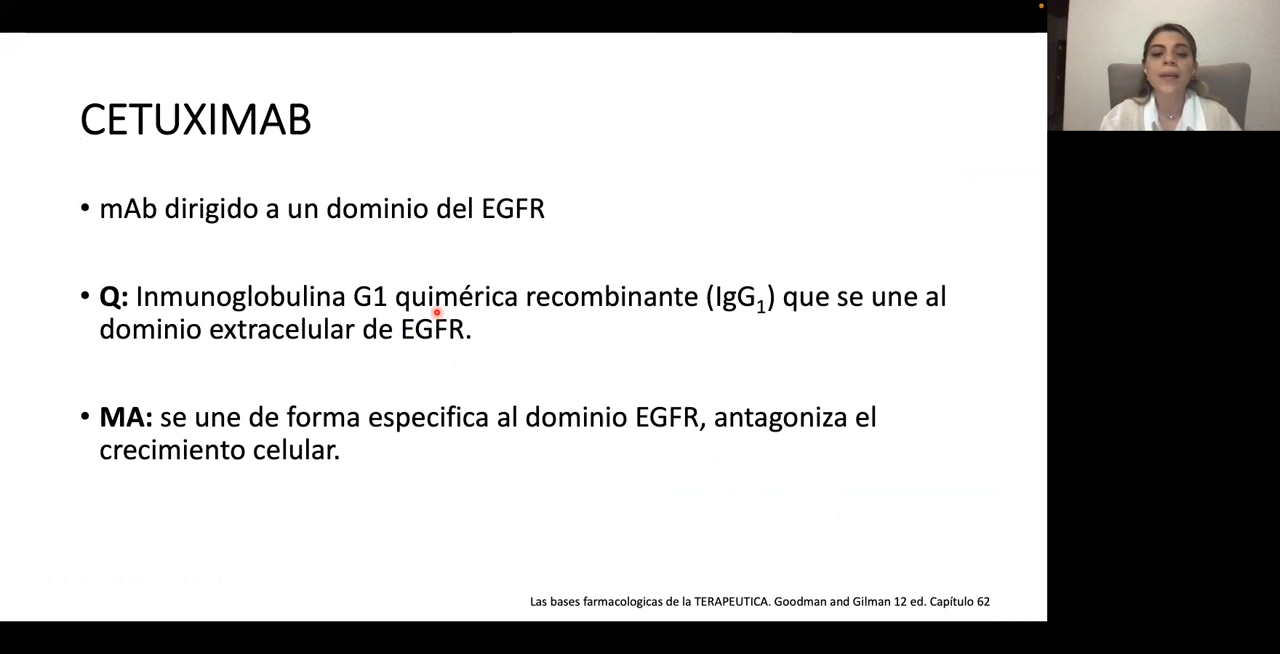 CETUXIMAB
• mAb dirigido a un dominio del EGFR
• Q: Inmunoglobulina G1 quimérica recombinante (IgG₁) que se une al
dominio extracelular de EGFR.
• MA: se une de forma especifica al dominio EGFR, antagoniza el
crecimiento celular.
Las bases farmacologicas de la TERAPEUTICA. Goodman and Gilman 12 ed. Capítulo 62